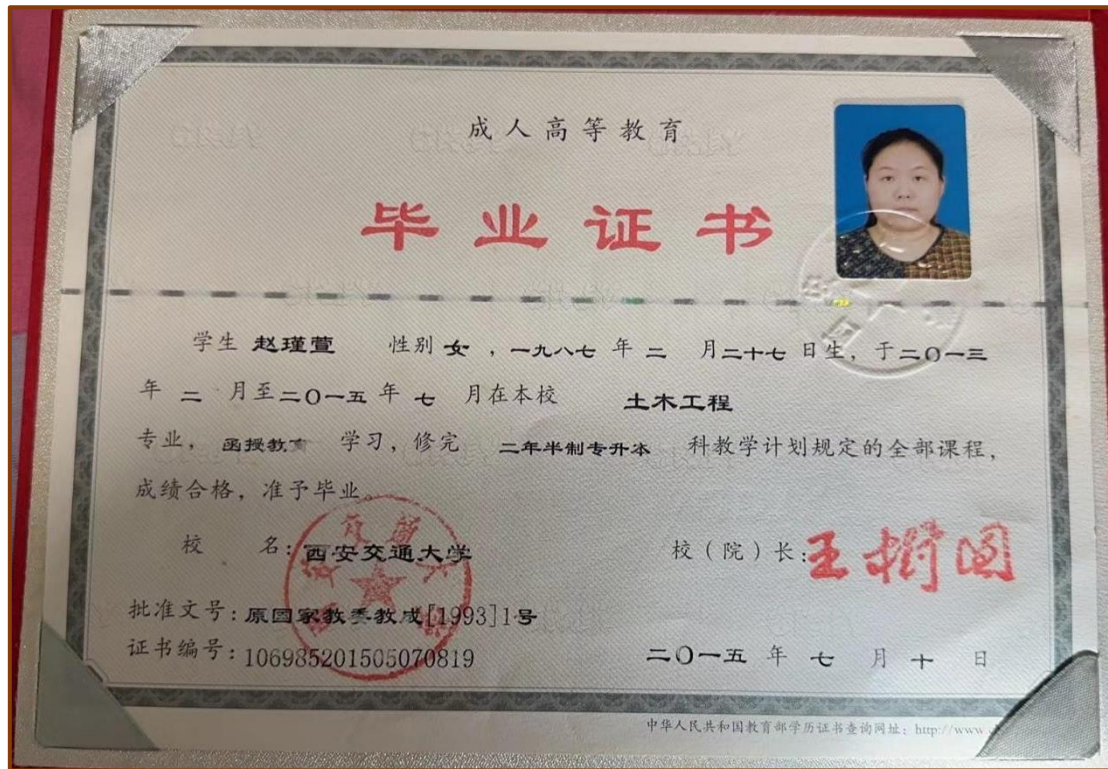 成人高等教育
毕业证书
学生 赵瑾萱 性别 女 ，一九八七 年 二 月二十七 日生，于二〇一三
年 二 月至二〇一五 年 七 月在本校 土木工程
专业， 函授教育 学习，修完 二年半制专升本 科教学计划规定的全部课程，
成绩合格，准予毕业
校 名：西安交通大学
校（院）长：王树国
批准文号：原国家教委教成[1993]1号
证书编号：106985201505070819
二〇一五 年 七 月 十 日
中华人民共和国教育部学历证书查询网址：http://www